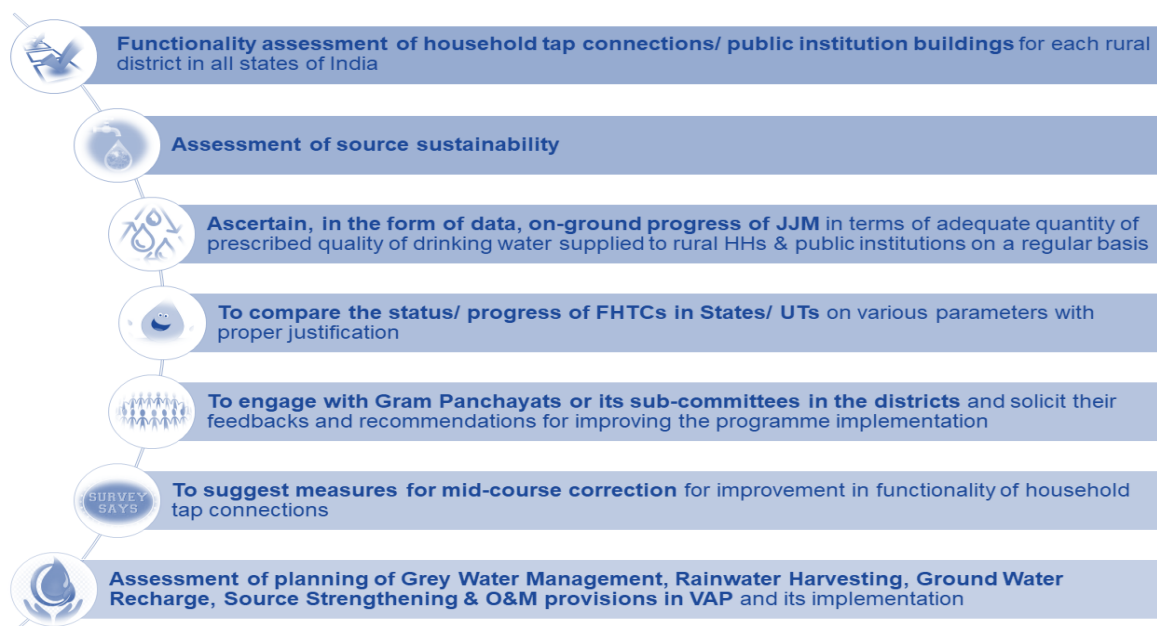 Functionality assessment of household tap connections/ public institution buildings for each rural
district in all states of India
Assessment of source sustainability
Ascertain, in the form of data, on-ground progress of JJM in terms of adequate quantity of
prescribed quality of drinking water supplied to rural HHs & public institutions on a regular basis
To compare the status/ progress of FHTCs in States/ UTs on various parameters with
proper justification
To engage with Gram Panchayats or its sub-committees in the districts and solicit their
feedbacks and recommendations for improving the programme implementation
SURVEY
SAYS
To suggest measures for mid-course correction for improvement in functionality of household
tap connections
Assessment of planning of Grey Water Management, Rainwater Harvesting, Ground Water
Recharge, Source Strengthening & O&M provisions in VAP and its implementation